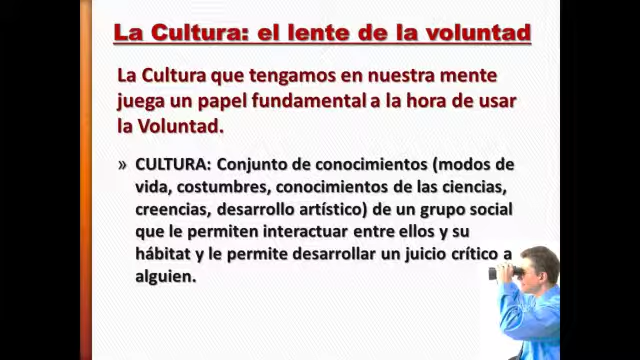 La Cultura: el lente de la voluntad
La Cultura que tengamos en nuestra mente
juega un papel fundamental a la hora de usar
la Voluntad.
» CULTURA: Conjunto de conocimientos (modos de
vida, costumbres, conocimientos de las ciencias,
creencias, desarrollo artístico) de un grupo social
que le permiten interactuar entre ellos y su
hábitat y le permite desarrollar un juicio crítico a
alguien.